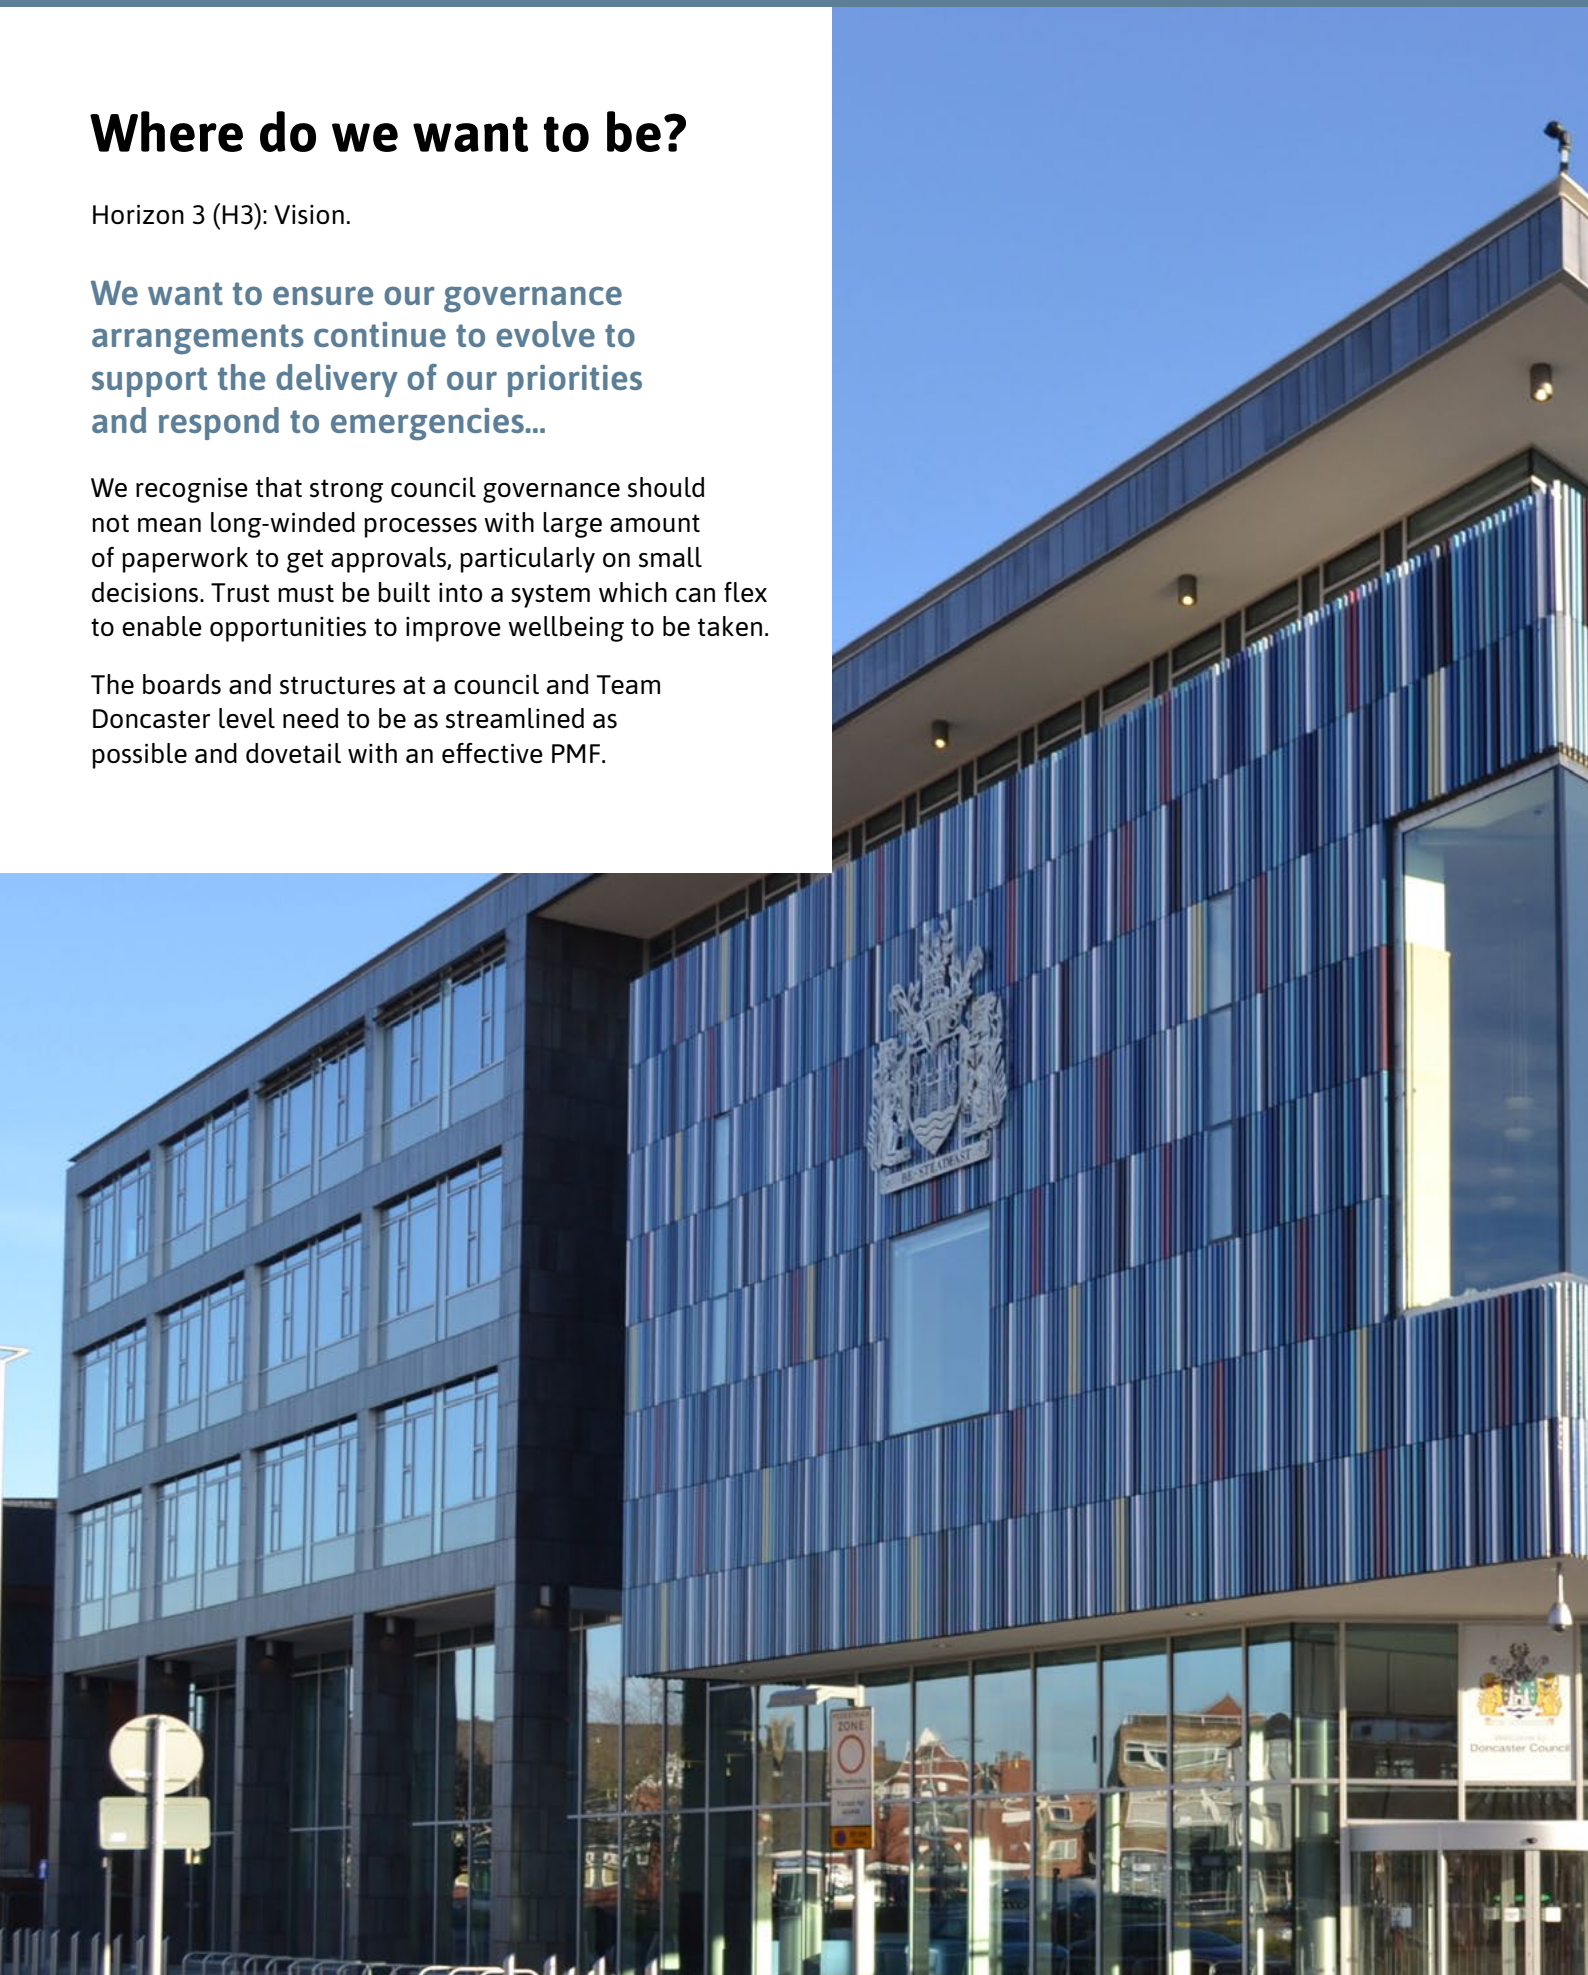 Where do we want to be?
Horizon 3 (H3): Vision.
We want to ensure our governance
arrangements continue to evolve to
support the delivery of our priorities
and respond to emergencies...
We recognise that strong council governance should
not mean long-winded processes with large amount
of paperwork to get approvals, particularly on small
decisions. Trust must be built into a system which can flex
to enable opportunities to improve wellbeing to be taken.
The boards and structures at a council and Team
Doncaster level need to be as streamlined as
possible and dovetail with an effective PMF.
BE·STEADFAST
PEDESTRIAN
ZONE
Welcome to
Doncaster Council